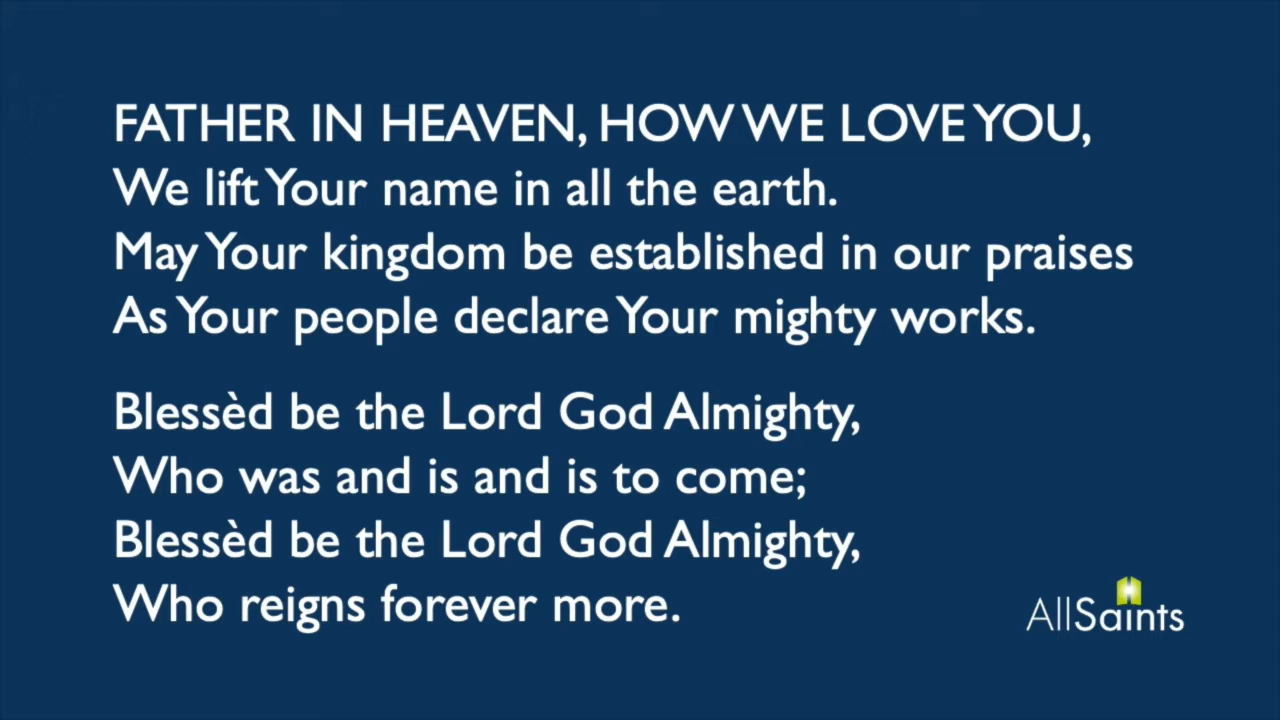 FATHER IN HEAVEN, HOW WE LOVE YOU,
We lift Your name in all the earth.
May Your kingdom be established in our praises
As Your people declare Your mighty works.
Blessèd be the Lord God Almighty,
Who was and is and is to come;
Blessèd be the Lord God Almighty,
Who reigns forever more.
AllSaints